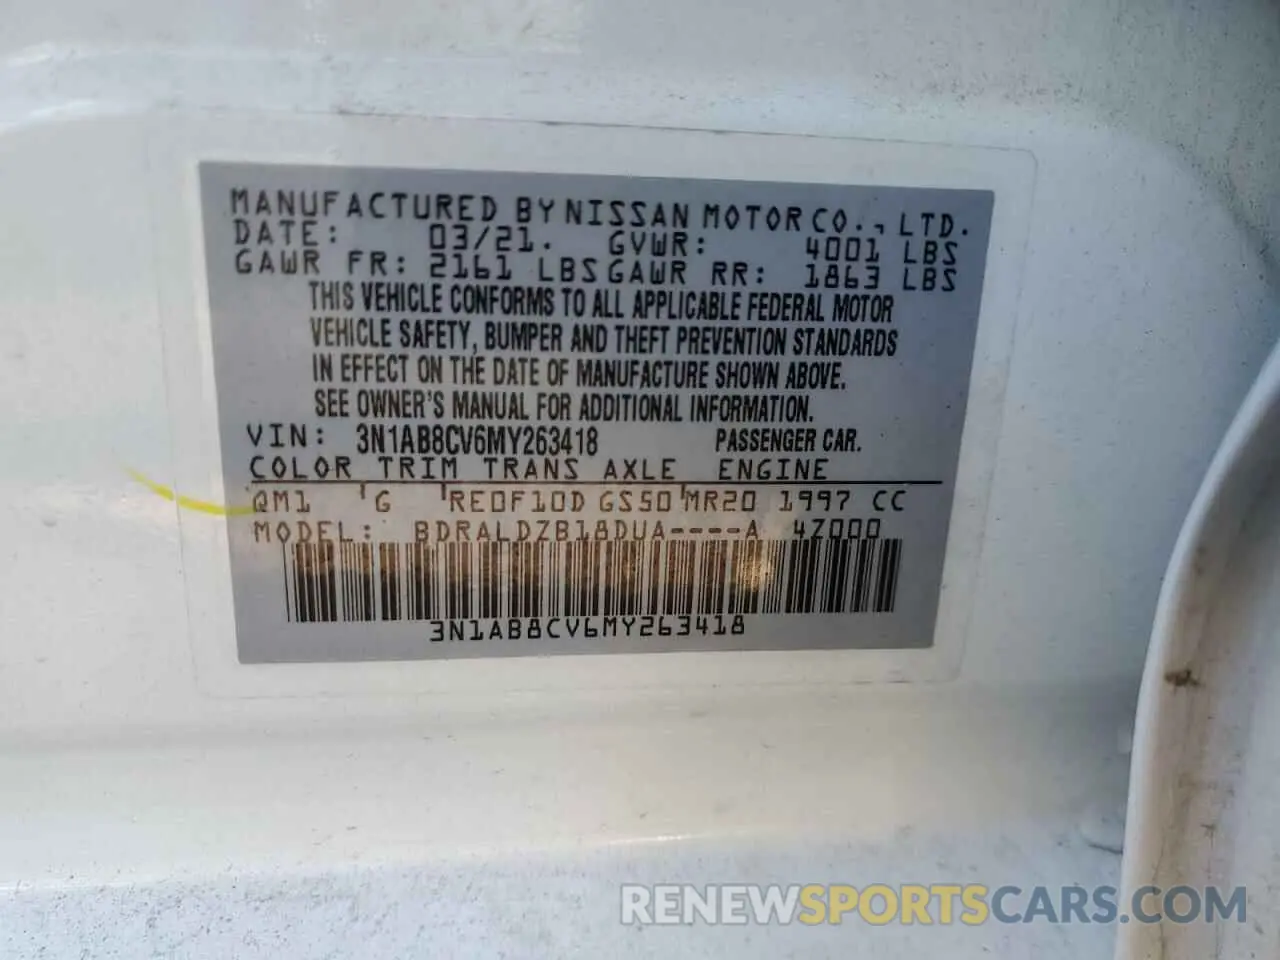 MANUFACTURED BY NISSAN MOTOR CO., LTD.
DATE: 03/21. GVWR: 4001 LBS
GAWR FR: 2161 LBS GAWR RR: 1863 LBS
THIS VEHICLE CONFORMS TO ALL APPLICABLE FEDERAL MOTOR
VEHICLE SAFETY, BUMPER AND THEFT PREVENTION STANDARDS
IN EFFECT ON THE DATE OF MANUFACTURE SHOWN ABOVE.
SEE OWNER'S MANUAL FOR ADDITIONAL INFORMATION.
VIN: 3N1AB8CV6MY263418 PASSENGER CAR.
COLOR TRIM TRANS AXLE ENGINE
QM1 G RE0F10D GS50 MR20 1997 CC
MODEL: BDRALDZB18DUA----A 4Z000
3N1AB8CV6MY263418
RENEWSPORTSCARS.COM